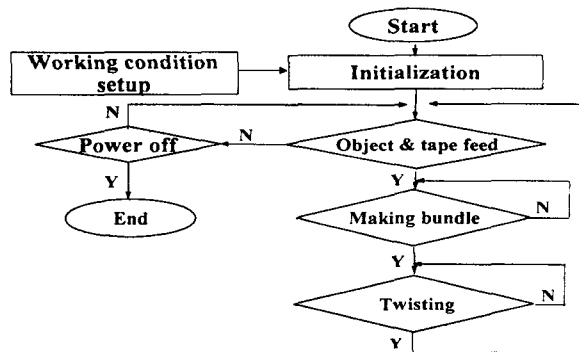 Start
Working condition
setup
Initialization
N
Power off
N
Object & tape feed
Y
Y
End
Making bundle
N
Y
Twisting
N
Y